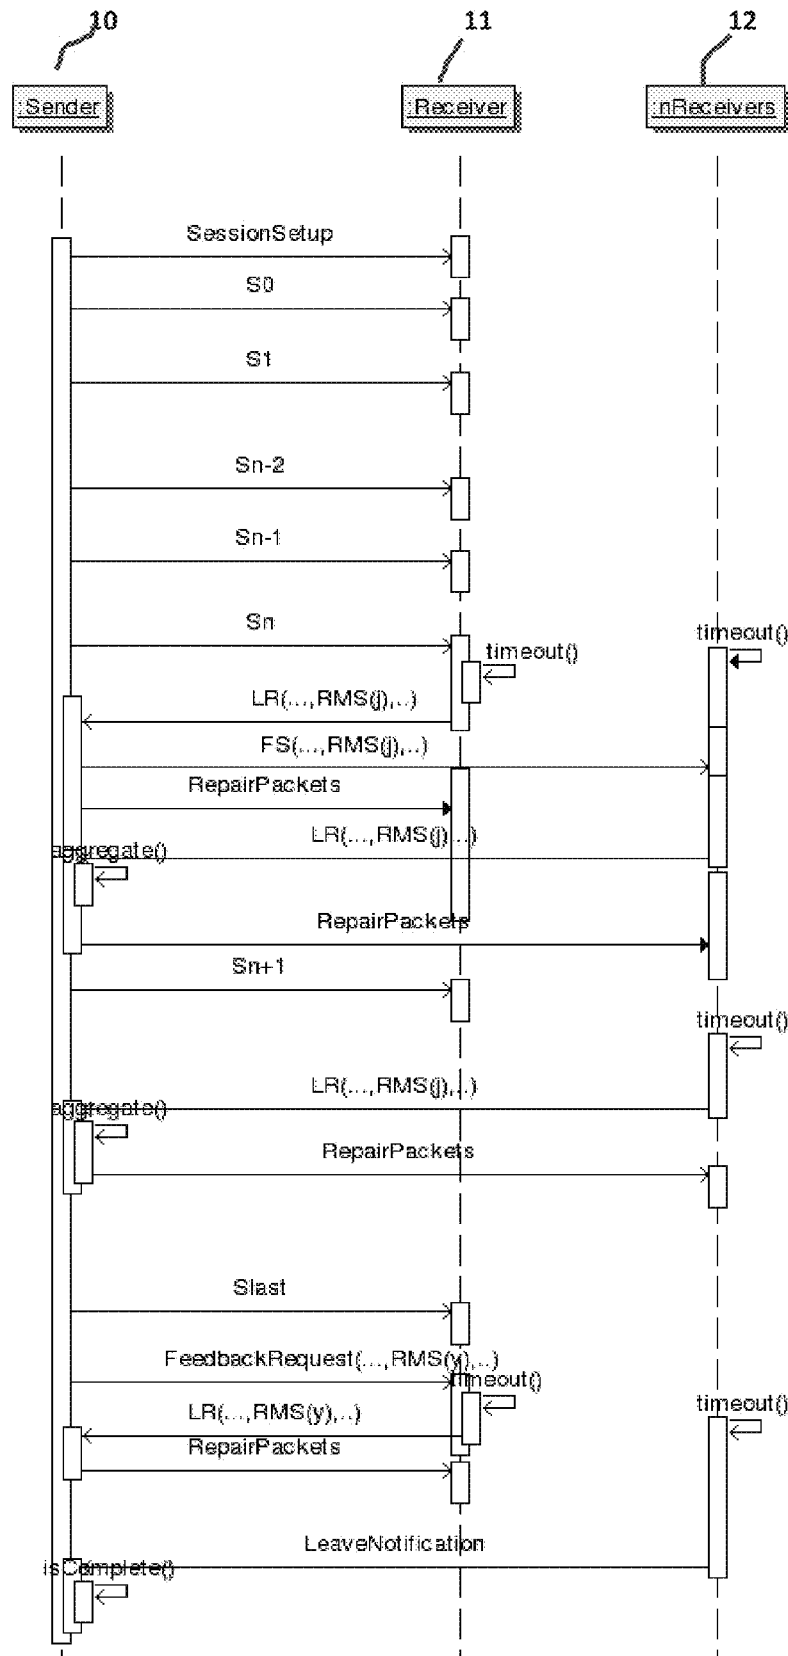 10
11
12
:Sender
:Receiver
:nReceivers
SessionSetup
S0
S1
Sn-2
Sn-1
Sn
timeout()
timeout()
LR(...,RMS(j),..)
FS(...,RMS(j),..)
RepairPackets
LR(...,RMS(j),..)
aggregate()
RepairPackets
Sn+1
timeout()
LR(...,RMS(j),..)
aggregate()
RepairPackets
Slast
FeedbackRequest(...,RMS(y),..)
timeout()
timeout()
LR(...,RMS(y),..)
RepairPackets
LeaveNotification
isComplete()